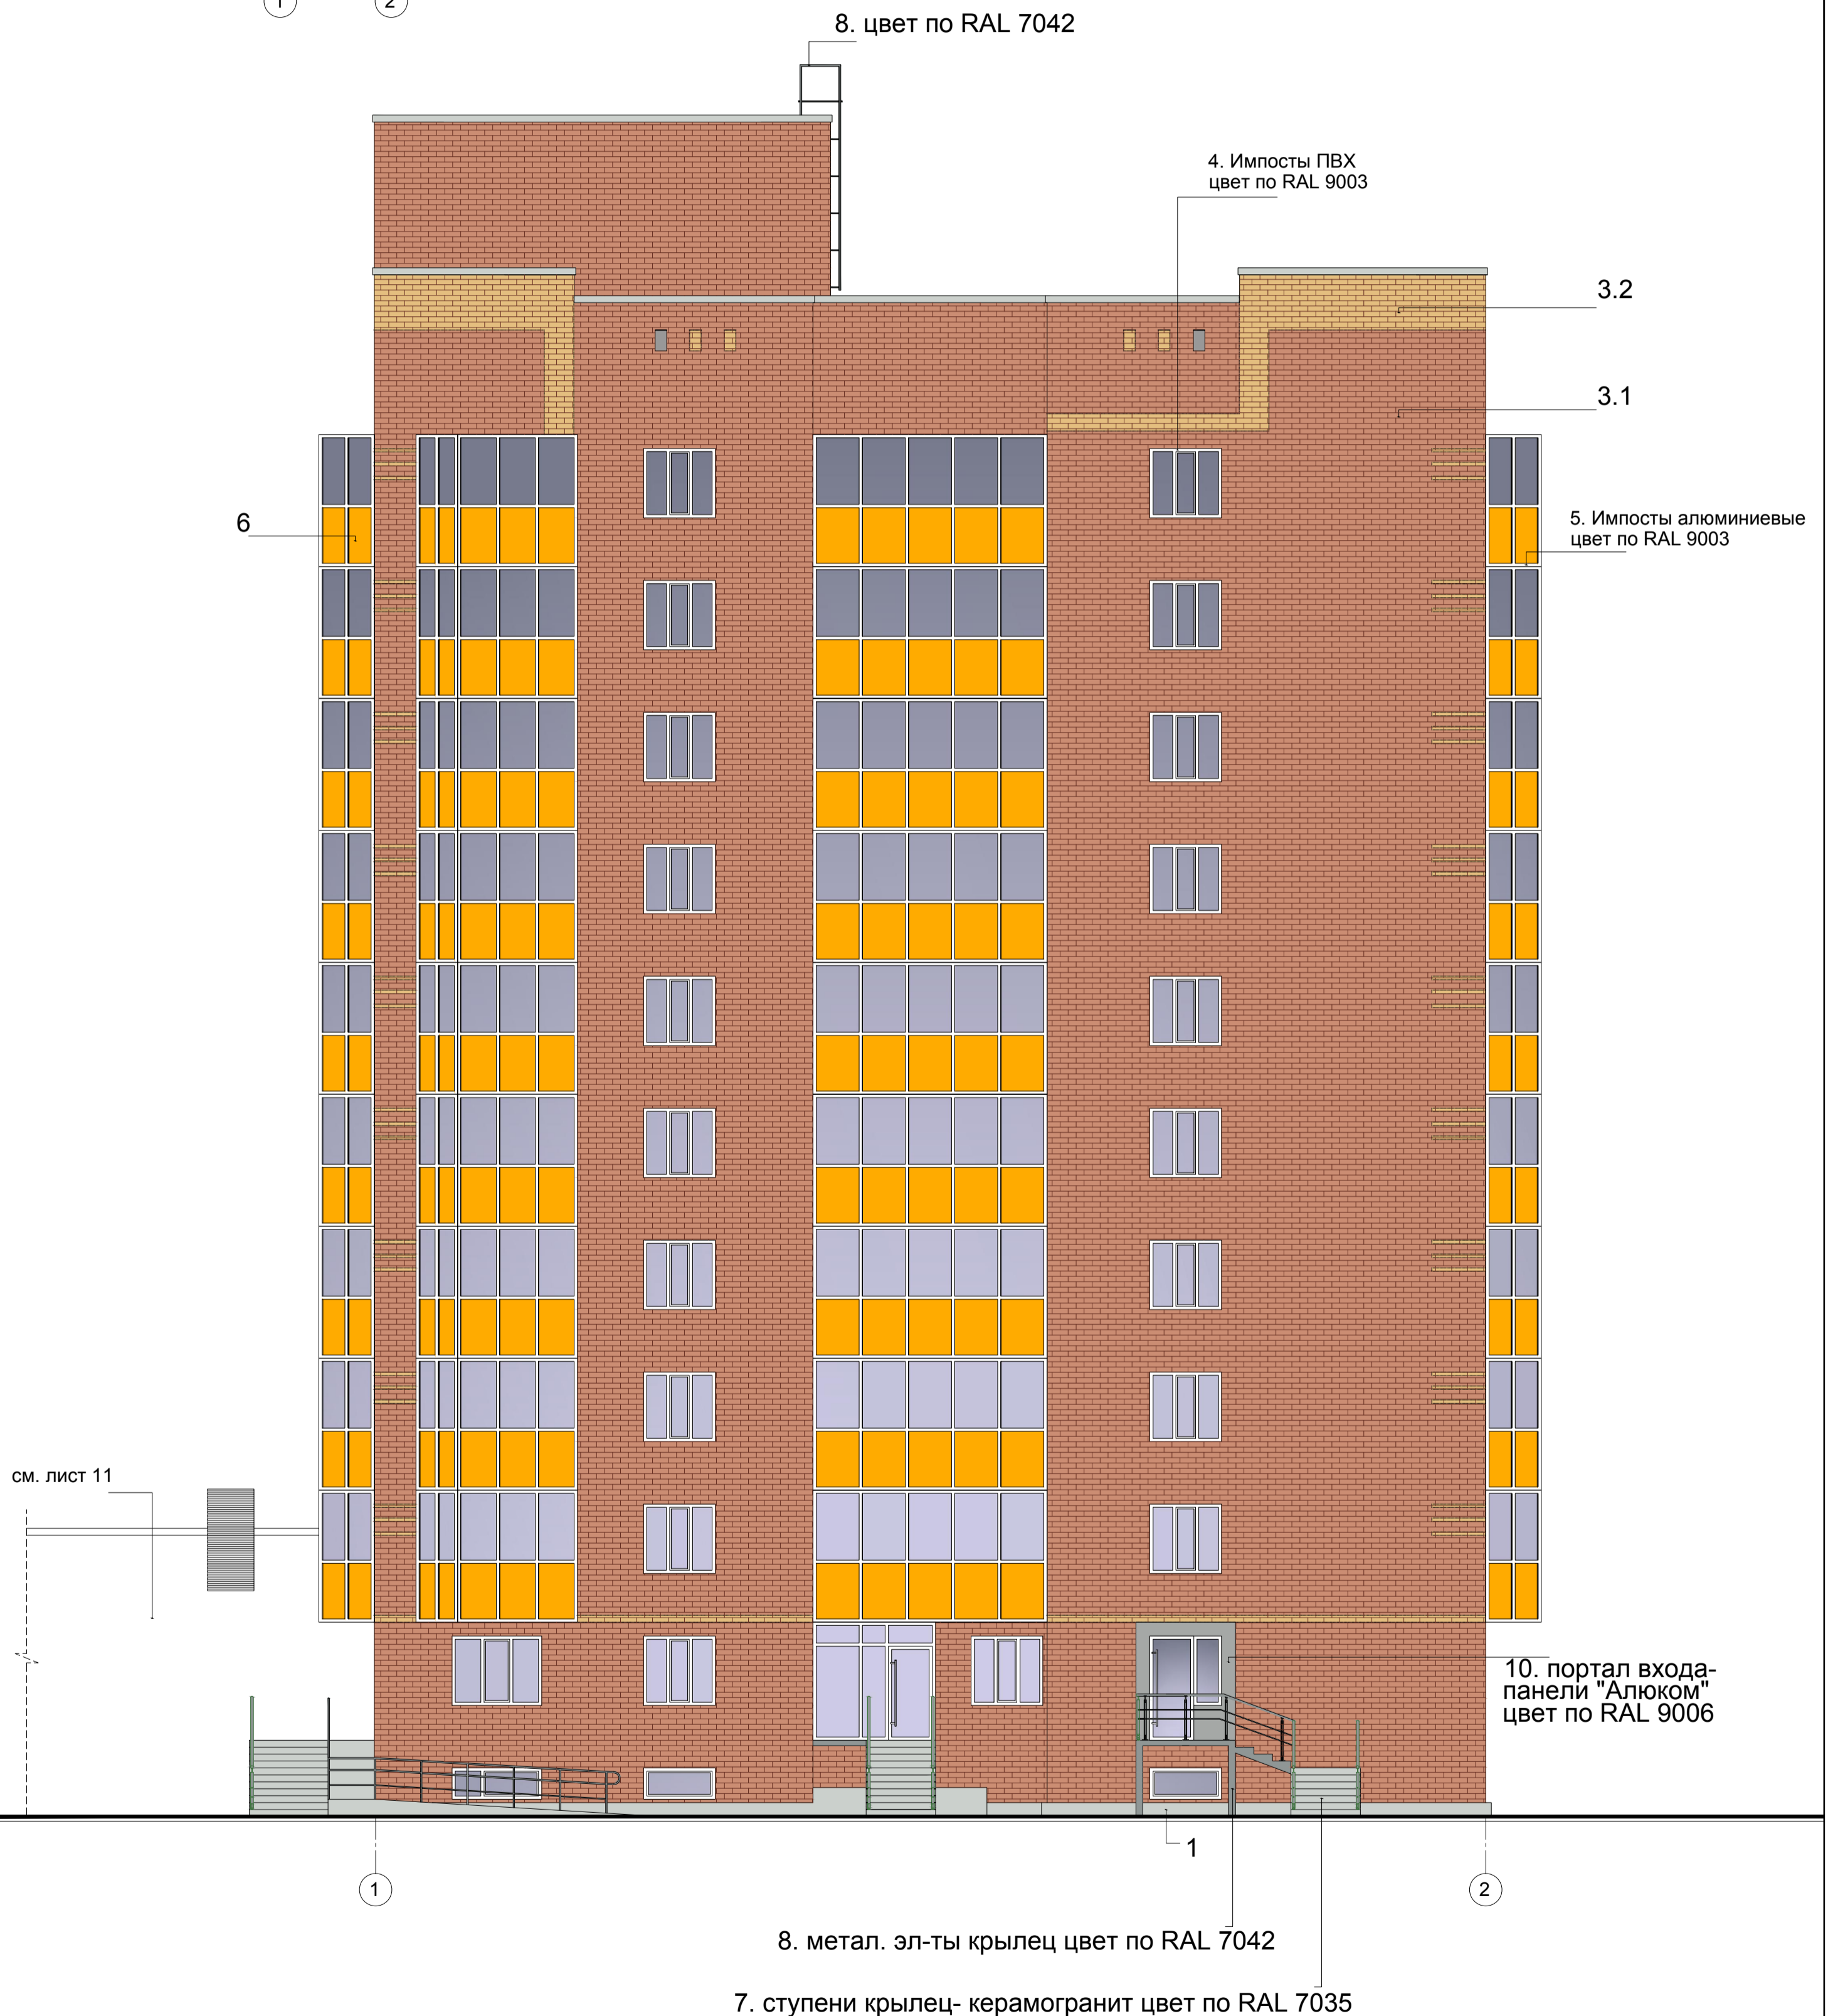 1
2
8. цвет по RAL 7042
4. Импосты ПВХ
цвет по RAL 9003
3.2
3.1
6
5. Импосты алюминиевые
цвет по RAL 9003
см. лист 11
10. портал входа-
панели "Алюком"
цвет по RAL 9006
1
1
2
8. метал. эл-ты крылец цвет по RAL 7042
7. ступени крылец- керамогранит цвет по RAL 7035